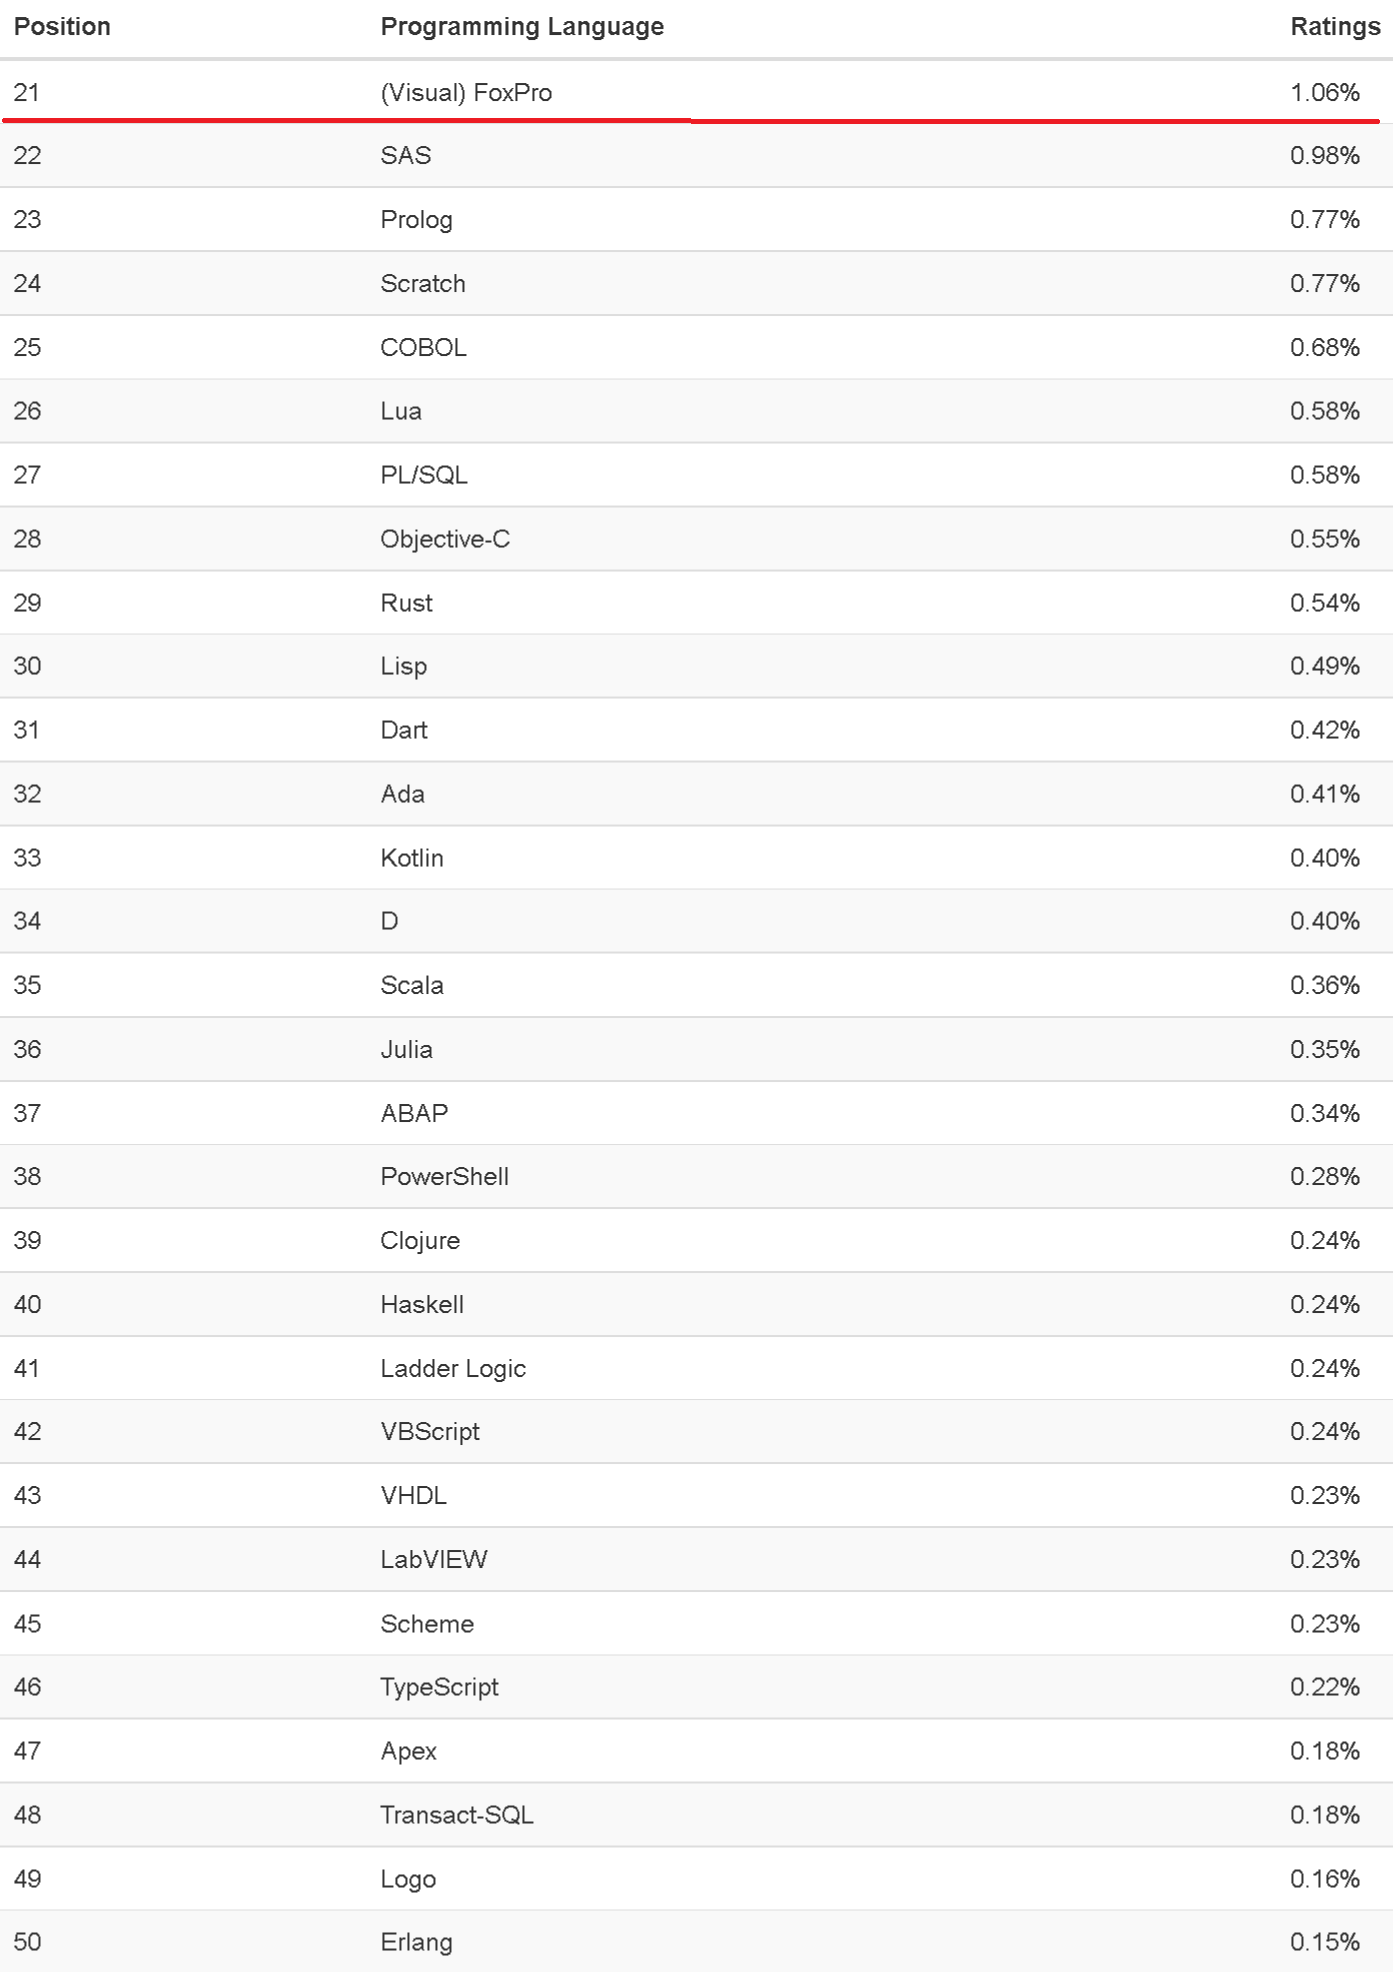 Position Programming Language Ratings
21 (Visual) FoxPro 1.06%
22 SAS 0.98%
23 Prolog 0.77%
24 Scratch 0.77%
25 COBOL 0.68%
26 Lua 0.58%
27 PL/SQL 0.58%
28 Objective-C 0.55%
29 Rust 0.54%
30 Lisp 0.49%
31 Dart 0.42%
32 Ada 0.41%
33 Kotlin 0.40%
34 D 0.40%
35 Scala 0.36%
36 Julia 0.35%
37 ABAP 0.34%
38 PowerShell 0.28%
39 Clojure 0.24%
40 Haskell 0.24%
41 Ladder Logic 0.24%
42 VBScript 0.24%
43 VHDL 0.23%
44 LabVIEW 0.23%
45 Scheme 0.23%
46 TypeScript 0.22%
47 Apex 0.18%
48 Transact-SQL 0.18%
49 Logo 0.16%
50 Erlang 0.15%